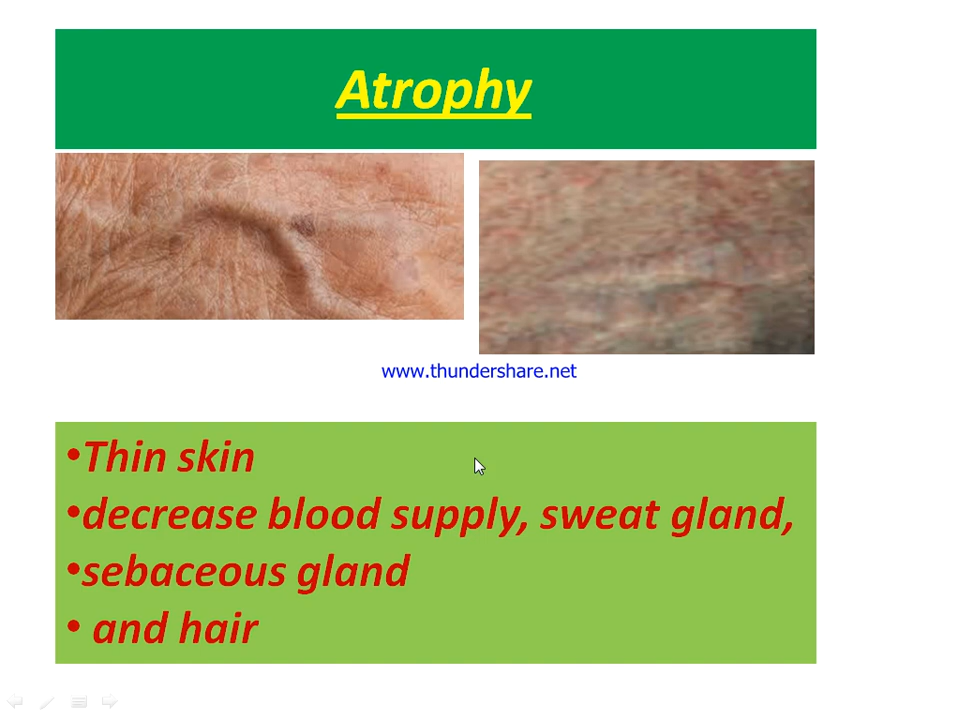 Atrophy
www.thundershare.net
•Thin skin
•decrease blood supply, sweat gland,
•sebaceous gland
• and hair